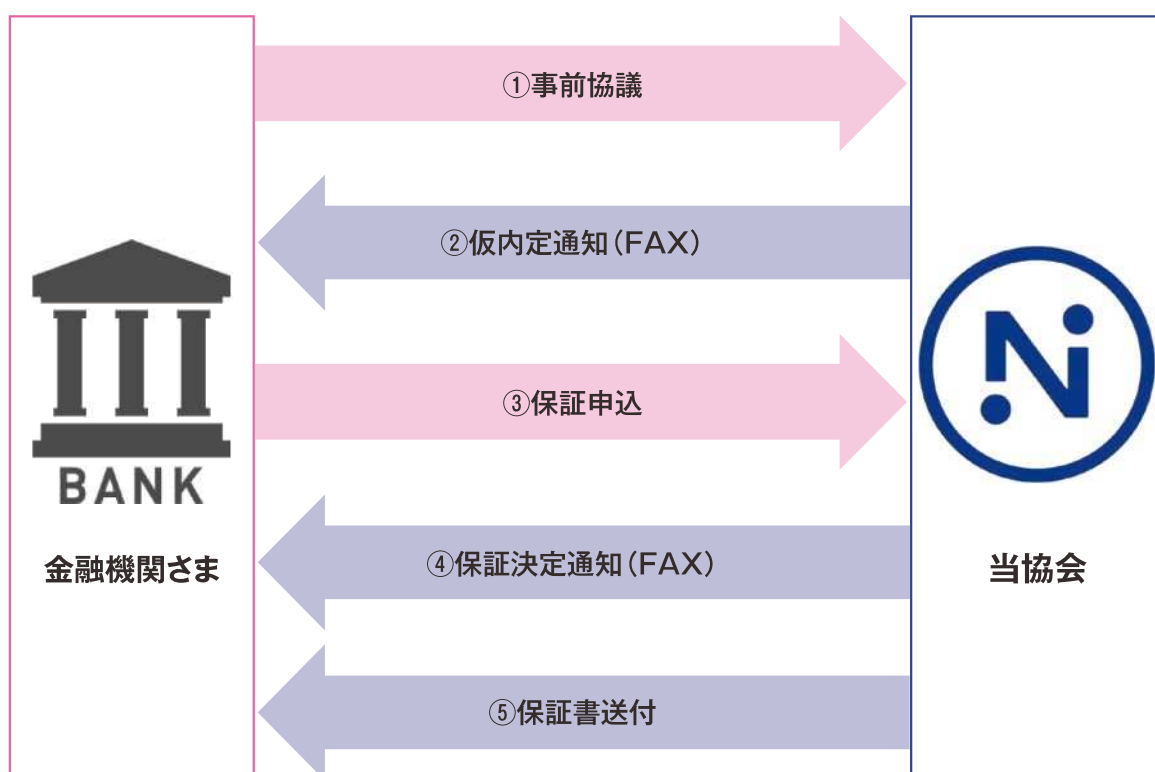 ①事前協議
②仮内定通知(FAX)
③保証申込
BANK
金融機関さま
④保証決定通知(FAX)
当協会
⑤保証書送付